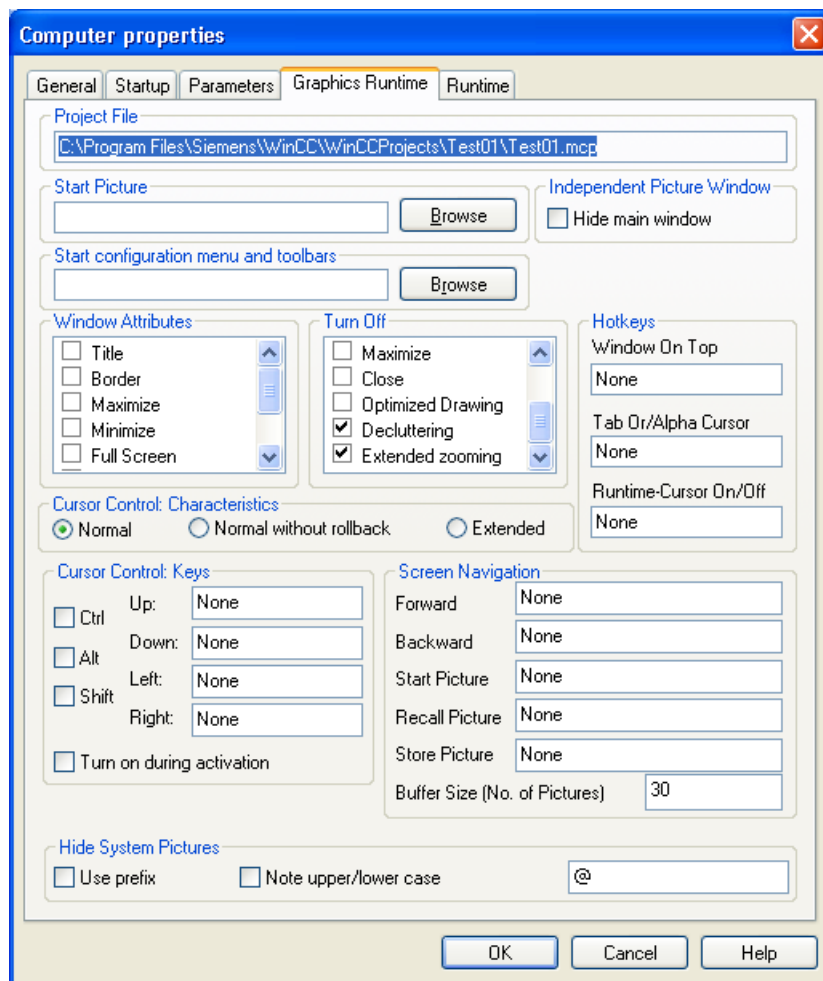 Computer properties
General Startup Parameters Graphics Runtime Runtime
Project File
C:\Program Files\Siemens\WinCC\WinCCProjects\Test01\Test01.mcp
Start Picture
Browse
Independent Picture Window
Hide main window
Start configuration menu and toolbars
Browse
Window Attributes
Title
Border
Maximize
Minimize
Full Screen
Turn Off
Maximize
Close
Optimized Drawing
Decluttering
Extended zooming
Hotkeys
Window On Top
None
Tab Or/Alpha Cursor
None
Runtime-Cursor On/Off
None
Cursor Control: Characteristics
Normal Normal without rollback Extended
Cursor Control: Keys
Ctrl
Alt
Shift
Up: None
Down: None
Left: None
Right: None
Turn on during activation
Screen Navigation
Forward None
Backward None
Start Picture None
Recall Picture None
Store Picture None
Buffer Size (No. of Pictures) 30
Hide System Pictures
Use prefix Note upper/lower case @
OK Cancel Help